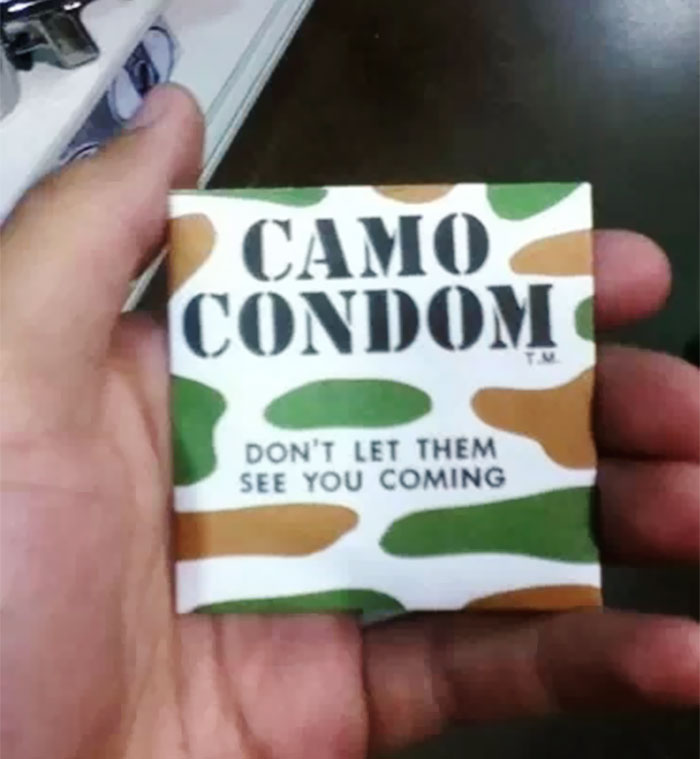 CAMO
CONDOM
T.M.
DON'T LET THEM
SEE YOU COMING